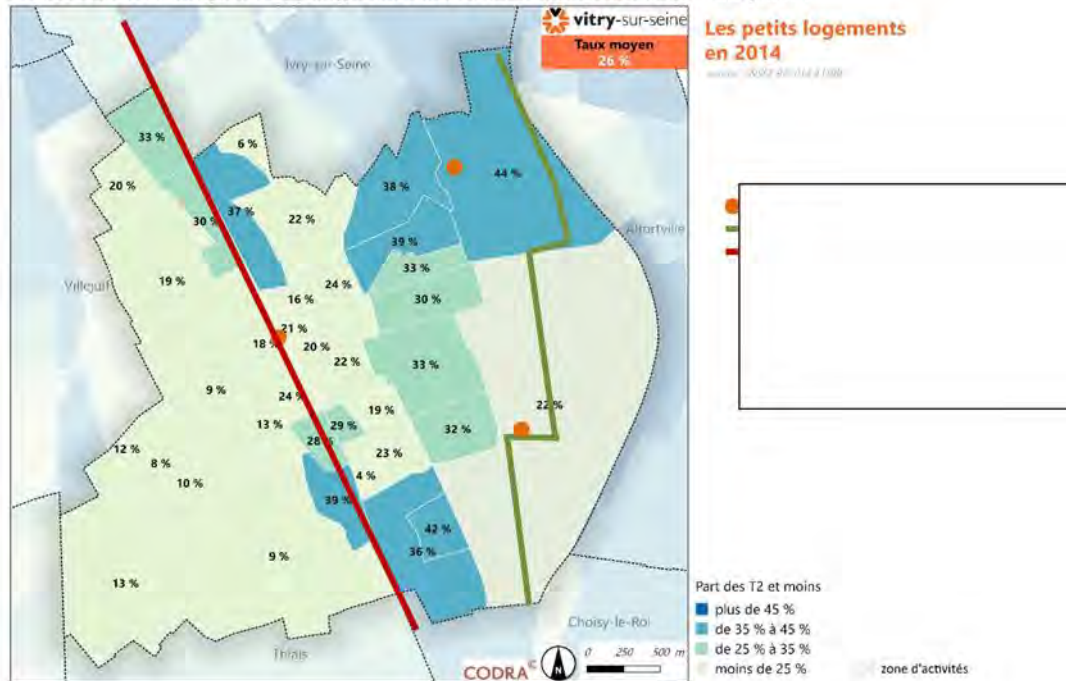 vitry-sur-seine
Taux moyen
26 %
Les petits logements
en 2014
Ivry-sur-Seine
33 %
6 %
20 %
38 %
44 %
30 %
37 %
22 %
Alfortville
39 %
33 %
Villejuif
19 %
24 %
30 %
16 %
21 %
18 %
20 %
22 %
33 %
9 %
24 %
19 %
22 %
13 %
29 %
32 %
28 %
12 %
23 %
8 %
4 %
10 %
39 %
42 %
36 %
9 %
13 %
Choisy-le-Roi
Thiais
CODRA©
N
0 250 500 m
Part des T2 et moins
plus de 45 %
de 35 % à 45 %
de 25 % à 35 %
moins de 25 %
zone d'activités